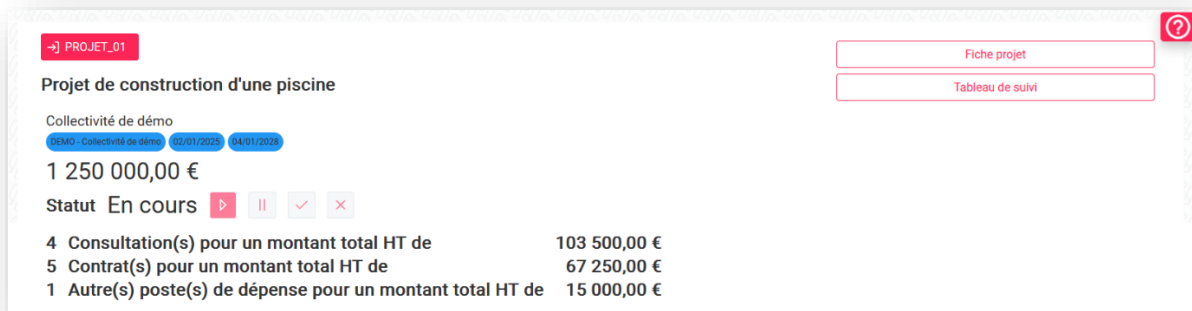 PROJET_01
Fiche projet
Projet de construction d'une piscine
Tableau de suivi
Collectivité de démo
DEMO - Collectivité de démo 02/01/2025 04/01/2028
1 250 000,00 €
Statut En cours
4 Consultation(s) pour un montant total HT de 103 500,00 €
5 Contrat(s) pour un montant total HT de 67 250,00 €
1 Autre(s) poste(s) de dépense pour un montant total HT de 15 000,00 €